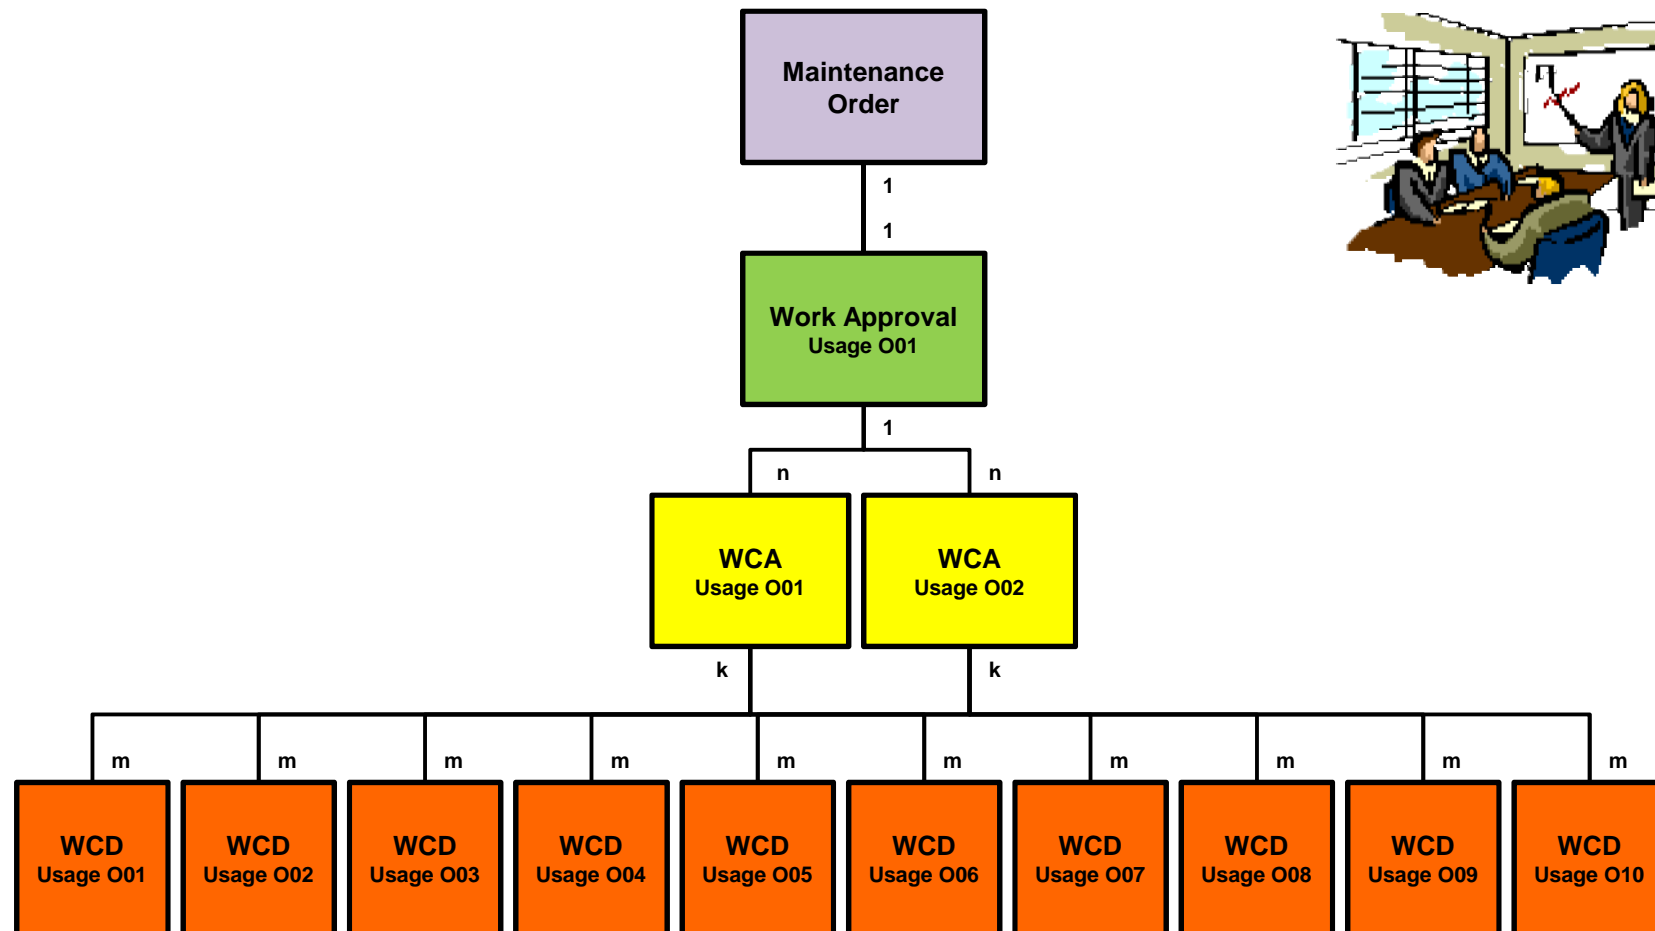 Maintenance
Order
1
1
Work Approval
Usage O01
1
n n
WCA WCA
Usage O01 Usage O02
k k
m m m m m m m m m m
WCD WCD WCD WCD WCD WCD WCD WCD WCD WCD
Usage O01 Usage O02 Usage O03 Usage O04 Usage O05 Usage O06 Usage O07 Usage O08 Usage O09 Usage O10